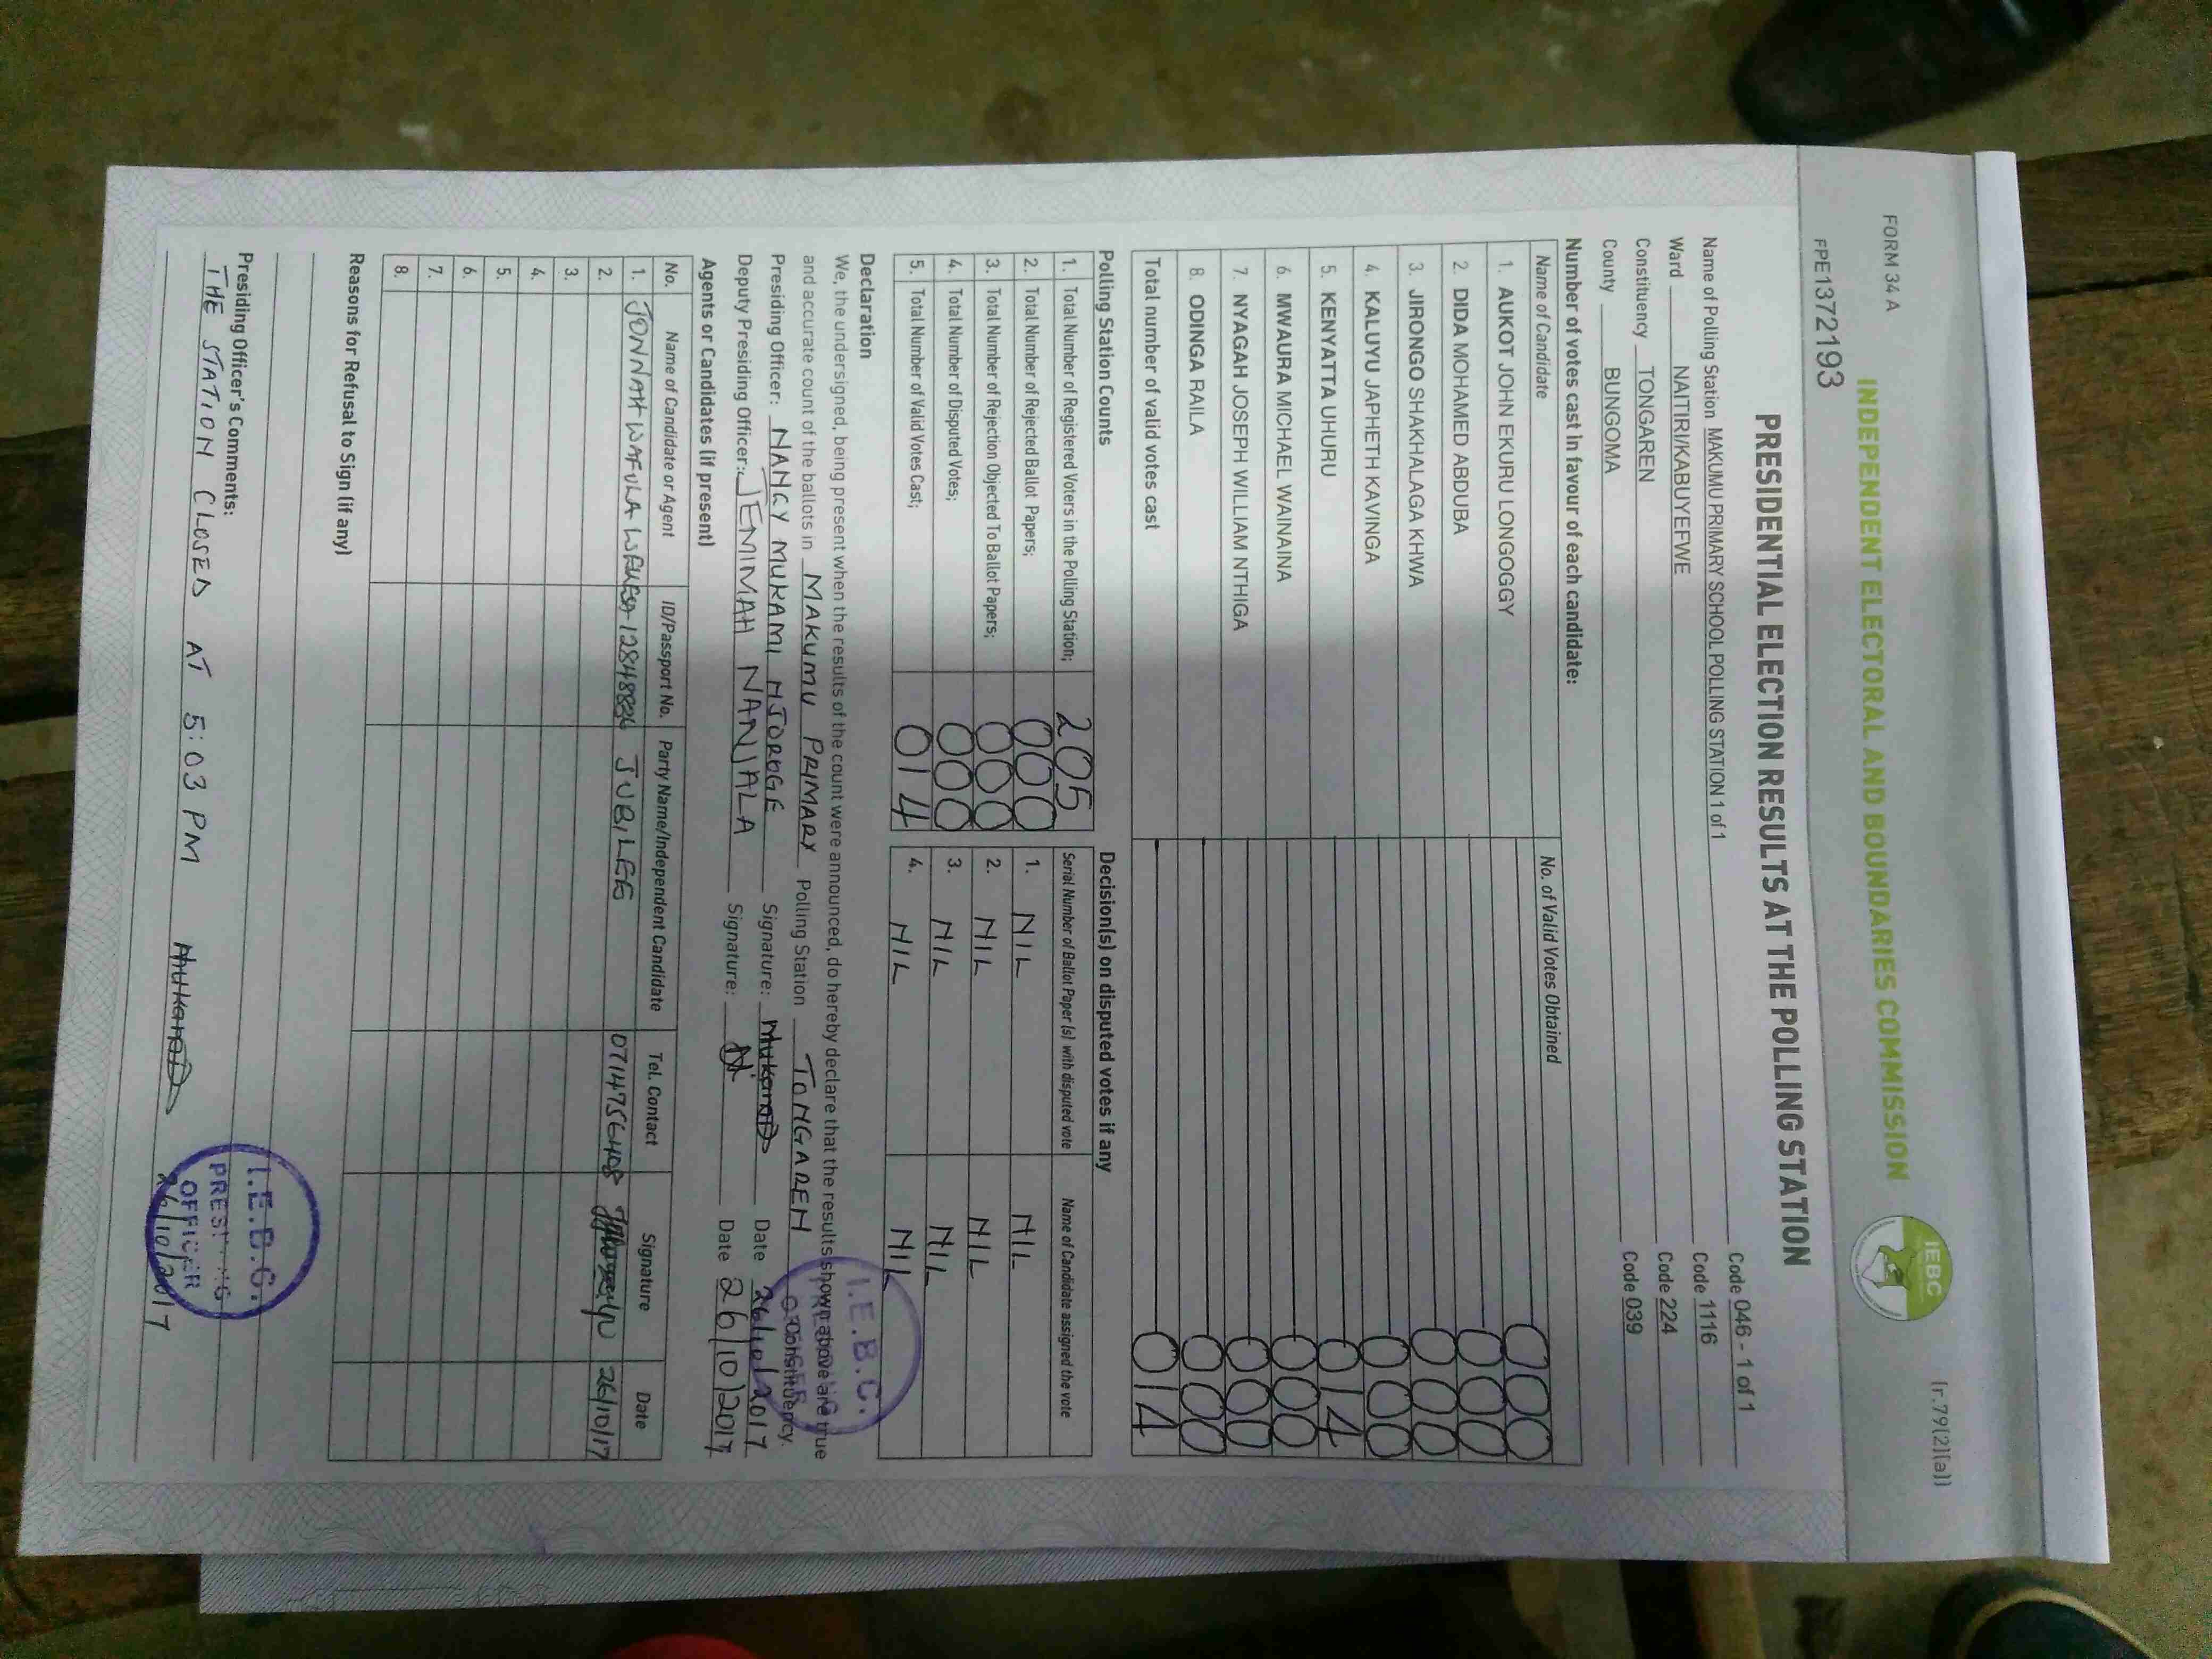 FORM 34 A
(r.79(2)(a))
INDEPENDENT ELECTORAL AND BOUNDARIES COMMISSION
IEBC
FPE1372193
PRESIDENTIAL ELECTION RESULTS AT THE POLLING STATION
Name of Polling Station MAKUMU PRIMARY SCHOOL POLLING STATION 1 of 1 Code 046 - 1 of 1
Ward NAITIRI/KABUYEFWE Code 1116
Constituency TONGAREN Code 224
County BUNGOMA Code 039
Number of votes cast in favour of each candidate:
Name of Candidate No. of Valid Votes Obtained
1. AUKOT JOHN EKURU LONGOGGY 000
2. DIDA MOHAMED ABDUBA 000
3. JIRONGO SHAKHALAGA KHWA 000
4. KALUYU JAPHETH KAVINGA 000
5. KENYATTA UHURU 014
6. MWAURA MICHAEL WAINAINA 000
7. NYAGAH JOSEPH WILLIAM NTHIGA 000
8. ODINGA RAILA 000
Total number of valid votes cast 014
Polling Station Counts Decision(s) on disputed votes if any
1. Total Number of Registered Voters in the Polling Station; 205 Serial Number of Ballot Paper (s) with disputed vote Name of Candidate assigned the vote
2. Total Number of Rejected Ballot Papers; 000 1. NIL NIL
3. Total Number of Rejection Objected To Ballot Papers; 000 2. NIL NIL
4. Total Number of Disputed Votes; 000 3. NIL NIL
5. Total Number of Valid Votes Cast; 014 4. NIL NIL
Declaration
We, the undersigned, being present when the results of the count were announced, do hereby declare that the results shown above are true
and accurate count of the ballots in MAKUMU PRIMARY Polling Station TONGAREN Constituency.
Presiding Officer: NANCY MUKAMI NJOROGE Signature: Date 26/10/2017
Deputy Presiding Officer: JEMIMAH NANJALA Signature: Date 26/10/2017
I.E.B.C.
Agents or Candidates (if present)
No. Name of Candidate or Agent ID/Passport No. Party Name/Independent Candidate Tel. Contact Signature Date
1. JONNAH WAFULA JUBILEE 0714756408 26/10/17
2.
3.
4.
5.
6.
7.
8.
Reasons for Refusal to Sign (if any)
Presiding Officer's Comments:
THE STATION CLOSED AT 5:03 PM 26/10/2017
I.E.B.C.
PRESIDING
OFFICER